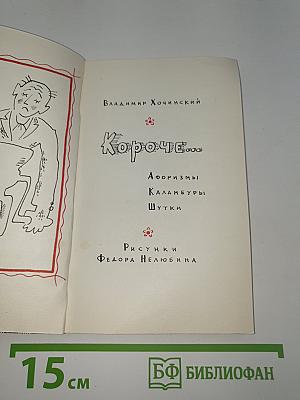 Владимир Хочинский
Короче...
Афоризмы
Каламбуры
Шутки
Рисунки
Федора Нелюбина
15 см
БФ БИБЛИОФАН